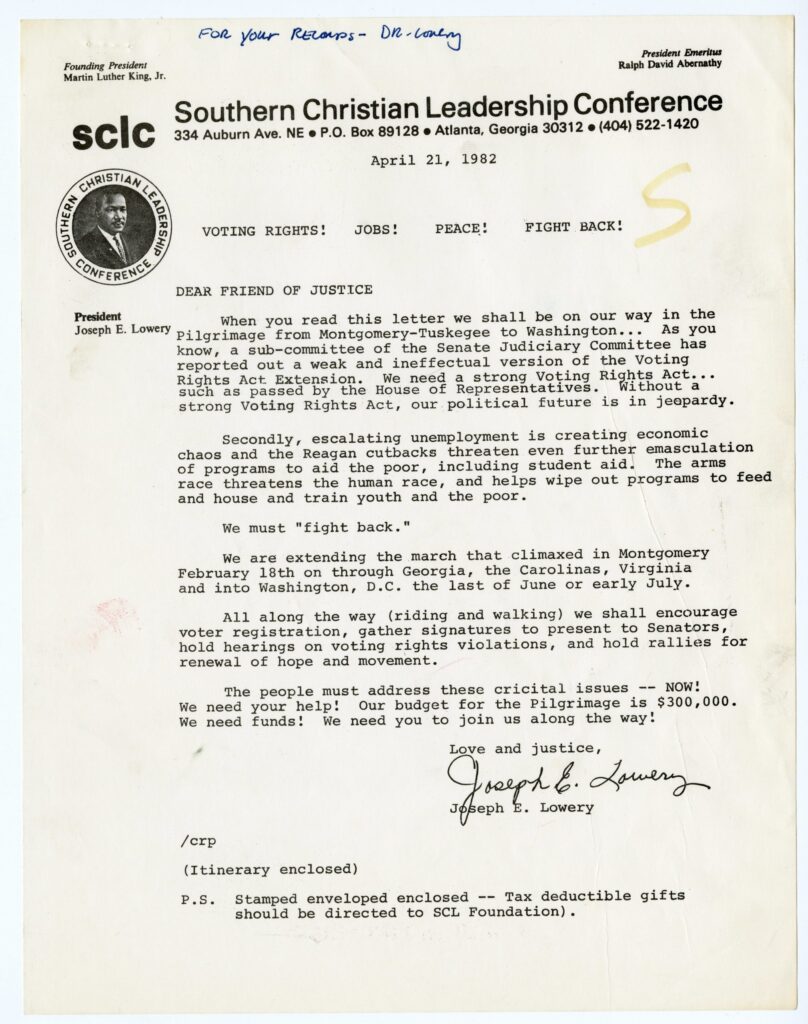 FOR YOUR RECORDS - DR. Lowery
Founding President
Martin Luther King, Jr.
President Emeritus
Ralph David Abernathy
sclc
Southern Christian Leadership Conference
334 Auburn Ave. NE ● P.O. Box 89128 ● Atlanta, Georgia 30312 ● (404) 522-1420
April 21, 1982
SOUTHERN CHRISTIAN LEADERSHIP CONFERENCE
S
VOTING RIGHTS! JOBS! PEACE! FIGHT BACK!
DEAR FRIEND OF JUSTICE
President
Joseph E. Lowery
When you read this letter we shall be on our way in the
Pilgrimage from Montgomery-Tuskegee to Washington... As you
know, a sub-committee of the Senate Judiciary Committee has
reported out a weak and ineffectual version of the Voting
Rights Act Extension. We need a strong Voting Rights Act...
such as passed by the House of Representatives. Without a
strong Voting Rights Act, our political future is in jeopardy.
Secondly, escalating unemployment is creating economic
chaos and the Reagan cutbacks threaten even further emasculation
of programs to aid the poor, including student aid. The arms
race threatens the human race, and helps wipe out programs to feed
and house and train youth and the poor.
We must "fight back."
We are extending the march that climaxed in Montgomery
February 18th on through Georgia, the Carolinas, Virginia
and into Washington, D.C. the last of June or early July.
All along the way (riding and walking) we shall encourage
voter registration, gather signatures to present to Senators,
hold hearings on voting rights violations, and hold rallies for
renewal of hope and movement.
The people must address these cricital issues -- NOW!
We need your help! Our budget for the Pilgrimage is $300,000.
We need funds! We need you to join us along the way!
Love and justice,
Joseph E. Lowery
Joseph E. Lowery
/crp
(Itinerary enclosed)
P.S. Stamped enveloped enclosed -- Tax deductible gifts
should be directed to SCL Foundation).